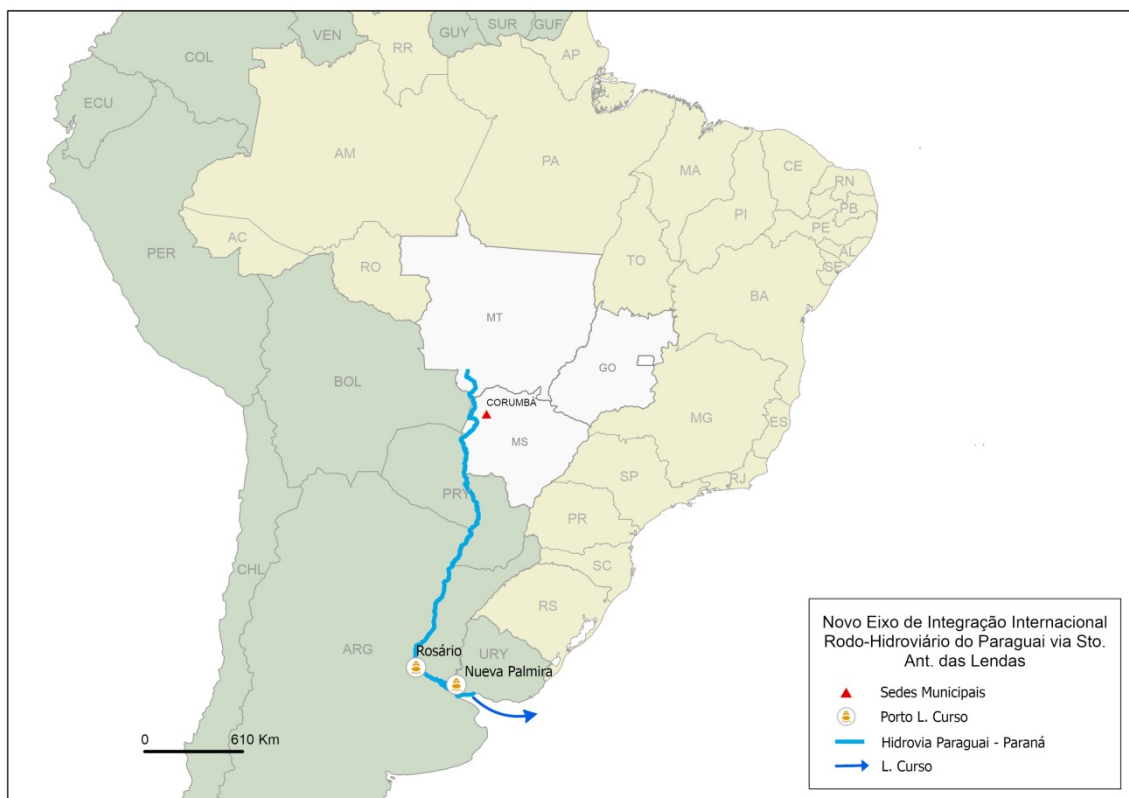 VEN
GUY
SUR
GUF
COL
RR
AP
ECU
AM
PA
MA
CE
RN
PB
PE
PI
AL
SE
AC
PER
RO
TO
BA
MT
GO
BOL
CORUMBÁ
MG
ES
MS
SP
RJ
PRY
PR
CHL
SC
RS
ARG
Rosário
URY
Nueva Palmira
0 610 Km
Novo Eixo de Integração Internacional
Rodo-Hidroviário do Paraguai via Sto.
Ant. das Lendas
Sedes Municipais
Porto L. Curso
Hidrovia Paraguai - Paraná
L. Curso